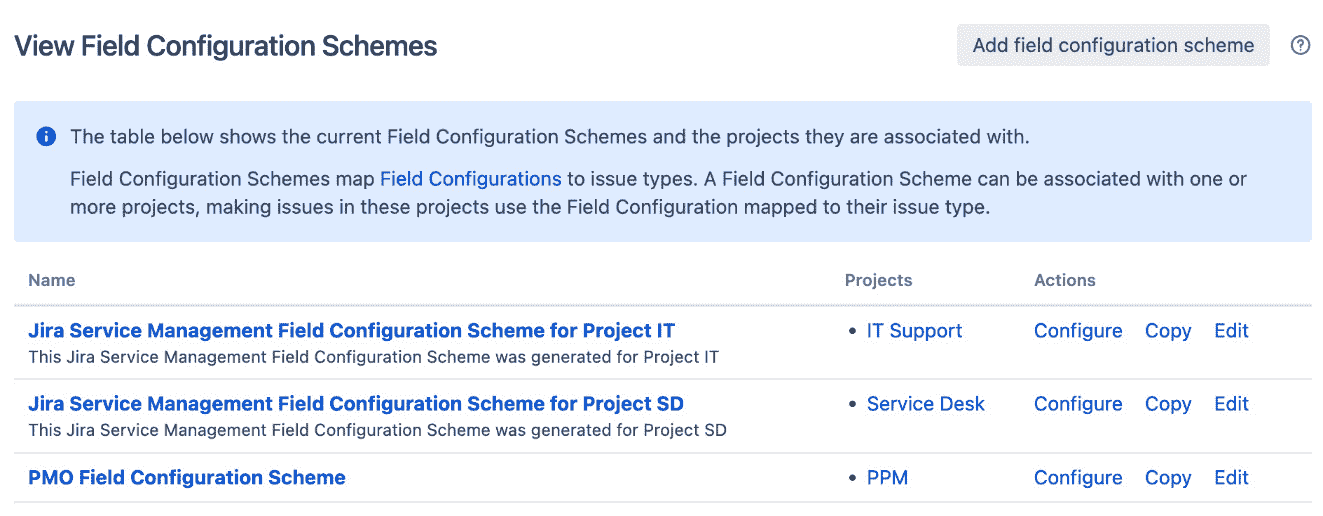 View Field Configuration Schemes
Add field configuration scheme
The table below shows the current Field Configuration Schemes and the projects they are associated with.
Field Configuration Schemes map Field Configurations to issue types. A Field Configuration Scheme can be associated with one or
more projects, making issues in these projects use the Field Configuration mapped to their issue type.
Name Projects Actions
Jira Service Management Field Configuration Scheme for Project IT • IT Support Configure Copy Edit
This Jira Service Management Field Configuration Scheme was generated for Project IT
Jira Service Management Field Configuration Scheme for Project SD • Service Desk Configure Copy Edit
This Jira Service Management Field Configuration Scheme was generated for Project SD
PMO Field Configuration Scheme • PPM Configure Copy Edit